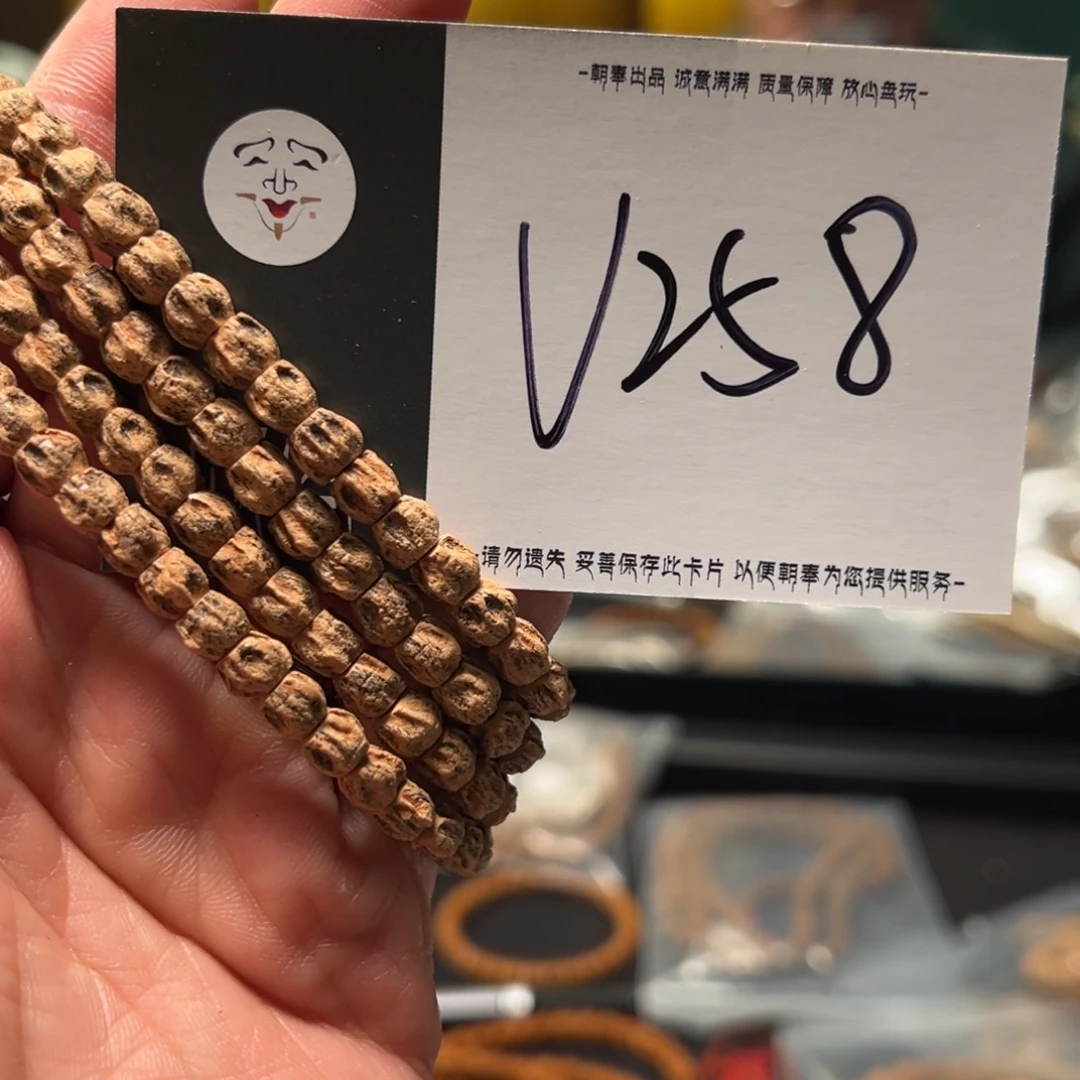 -朝奉出品 诚意满满 质量保障 放心盘玩-
V258
-请勿遗失 妥善保存此卡片 以便朝奉为您提供服务-